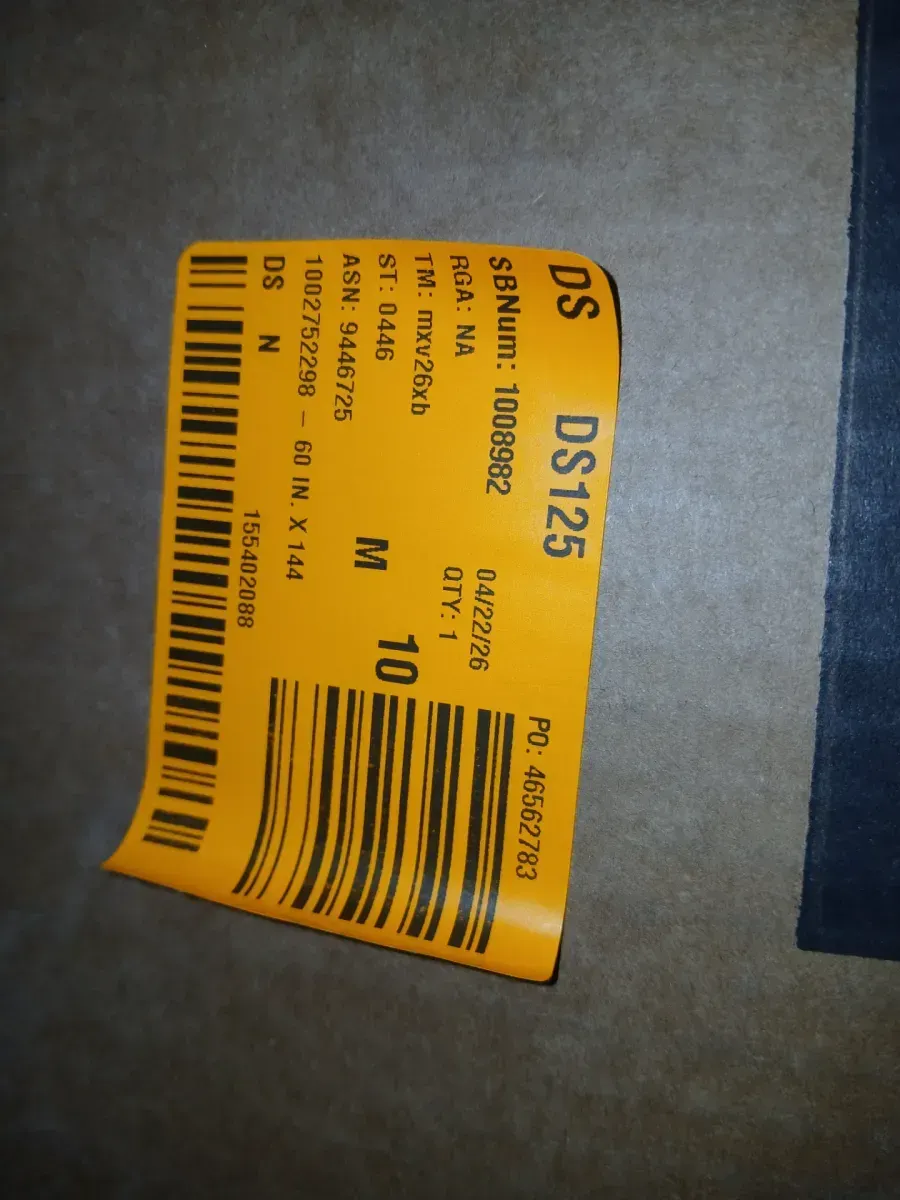 DS DS125
PO: 46562783
SBNum: 1008982 04/22/26
RGA: NA QTY: 1
TM: mxv26xb 10
ST: 0446 M
ASN: 9446725
1002752298 - 60 IN. X 144
DS N 155402088